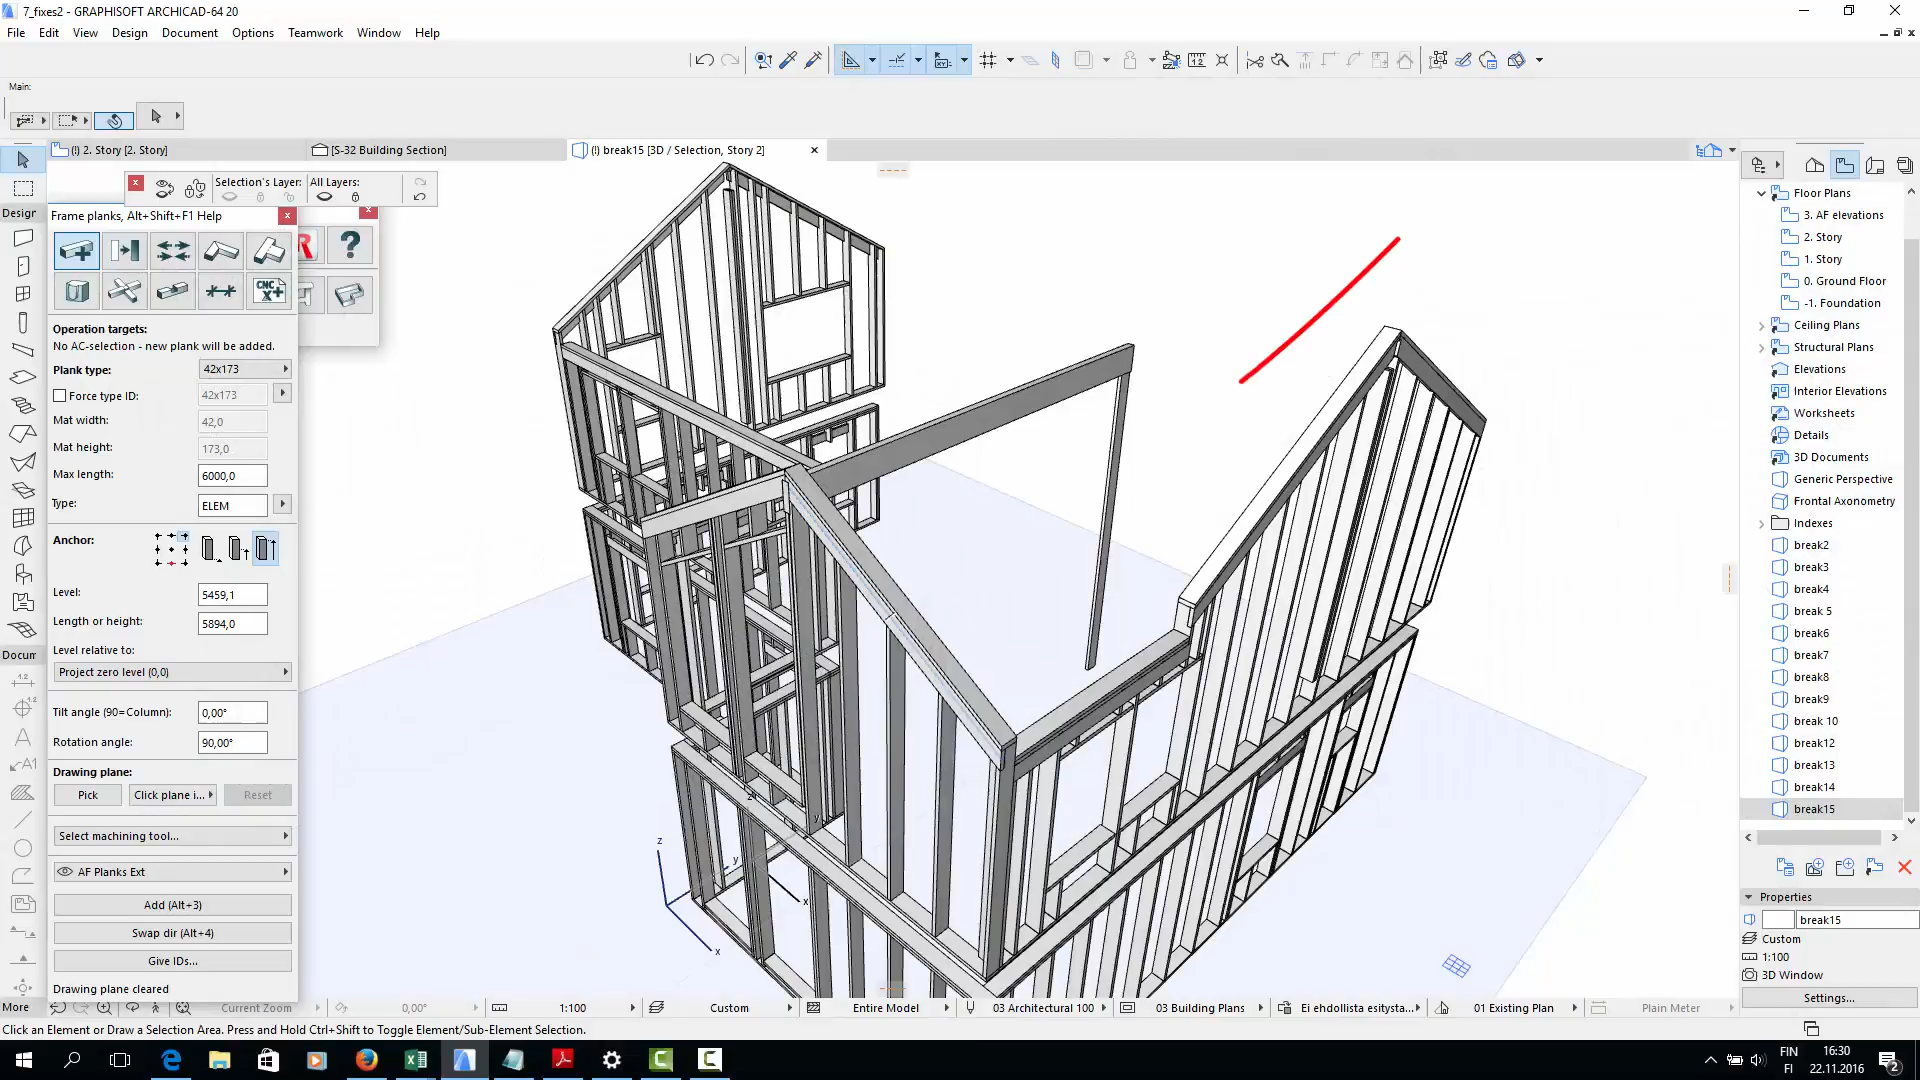 7_fixes2 - GRAPHISOFT ARCHICAD-64 20
File Edit View Design Document Options Teamwork Window Help
Main:
(!) 2. Story [2. Story]
[S-32 Building Section]
(!) break15 [3D / Selection, Story 2]
Selection's Layer:
All Layers:
Design
Frame planks, Alt+Shift+F1 Help
R
?
CNC
X+
Operation targets:
No AC-selection - new plank will be added.
Plank type: 42x173
Force type ID: 42x173
Mat width: 42,0
Mat height: 173,0
Max length: 6000,0
Type: ELEM
Anchor:
Level: 5459,1
Length or height: 5894,0
Level relative to:
Project zero level (0,0)
Tilt angle (90=Column): 0,00°
Rotation angle: 90,00°
Drawing plane:
Pick
Click plane i...
Reset
Select machining tool...
AF Planks Ext
Add (Alt+3)
Swap dir (Alt+4)
Give IDs...
Drawing plane cleared
Docum
1.2
A
A1
More
z
y
x
z
y
x
Floor Plans
3. AF elevations
2. Story
1. Story
0. Ground Floor
-1. Foundation
Ceiling Plans
Structural Plans
Elevations
Interior Elevations
Worksheets
Details
3D Documents
Generic Perspective
Frontal Axonometry
Indexes
break2
break3
break4
break 5
break6
break7
break8
break9
break 10
break12
break13
break14
break15
Properties
break15
Custom
1:100
3D Window
Settings...
Current Zoom
0,00°
1:100
Custom
Entire Model
03 Architectural 100
03 Building Plans
Ei ehdollista esitysta...
01 Existing Plan
Plain Meter
Click an Element or Draw a Selection Area. Press and Hold Ctrl+Shift to Toggle Element/Sub-Element Selection.
FIN
FI
16:30
22.11.2016
2